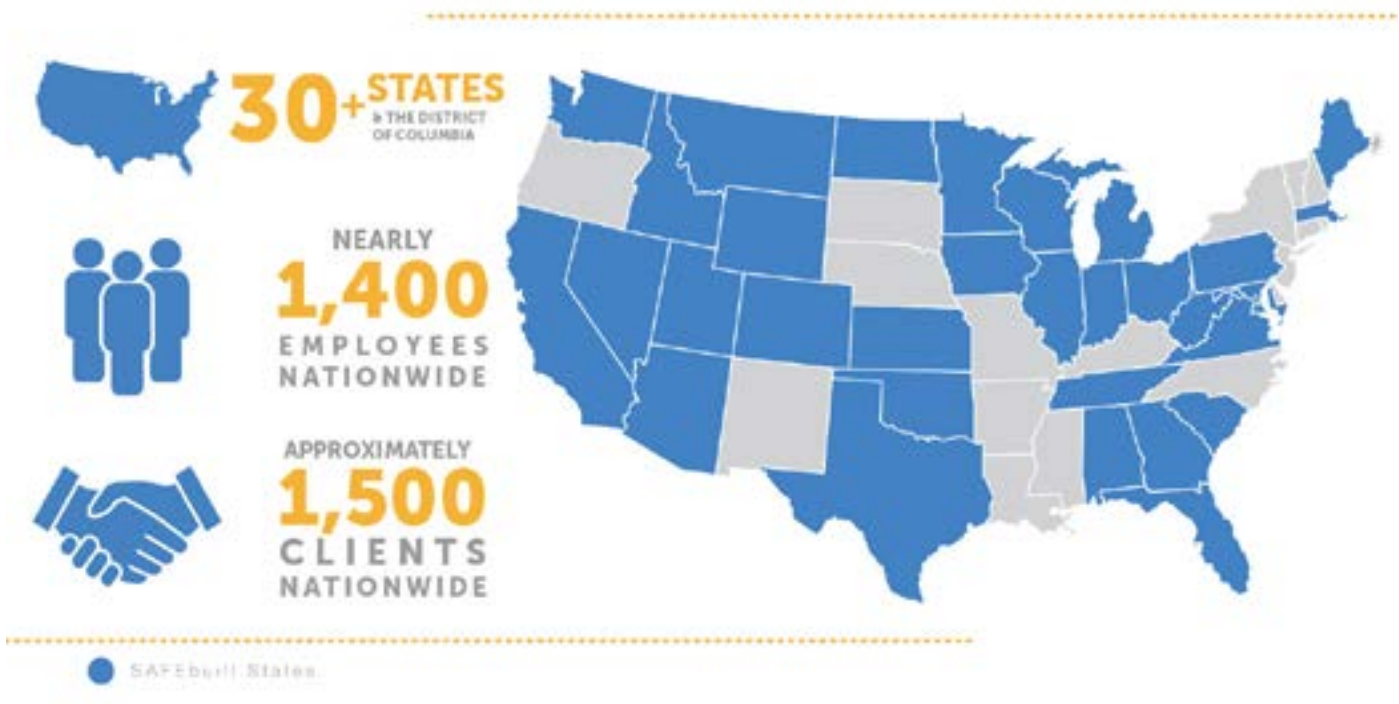 30+ STATES
& THE DISTRICT
OF COLUMBIA
NEARLY
1,400
EMPLOYEES
NATIONWIDE
APPROXIMATELY
1,500
CLIENTS
NATIONWIDE
SAFEbuilt States